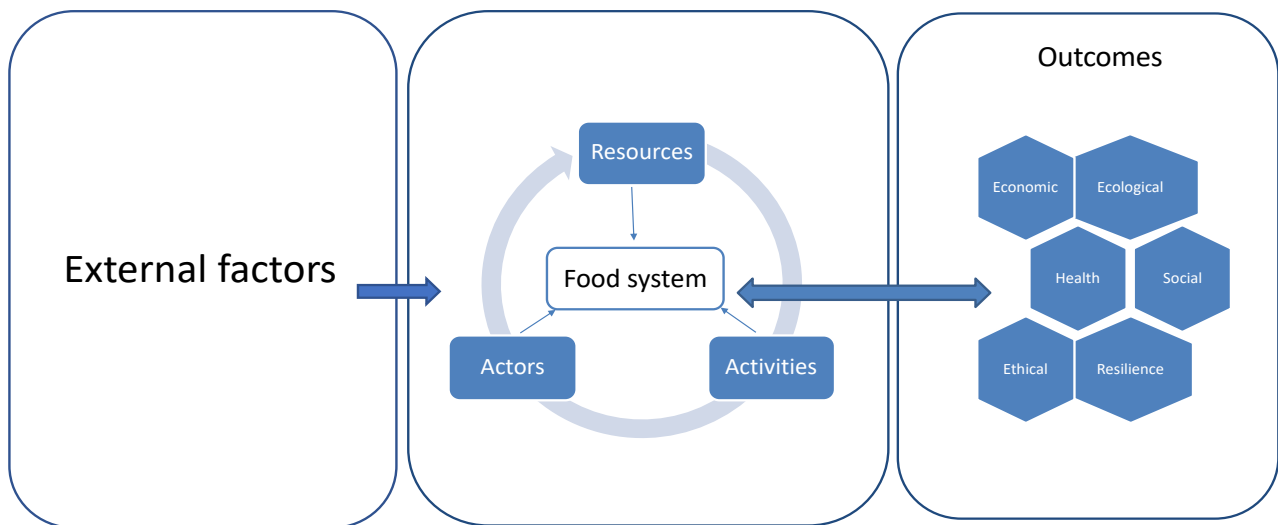 External factors
Resources
Food system
Actors
Activities
Outcomes
Economic
Ecological
Health
Social
Ethical
Resilience